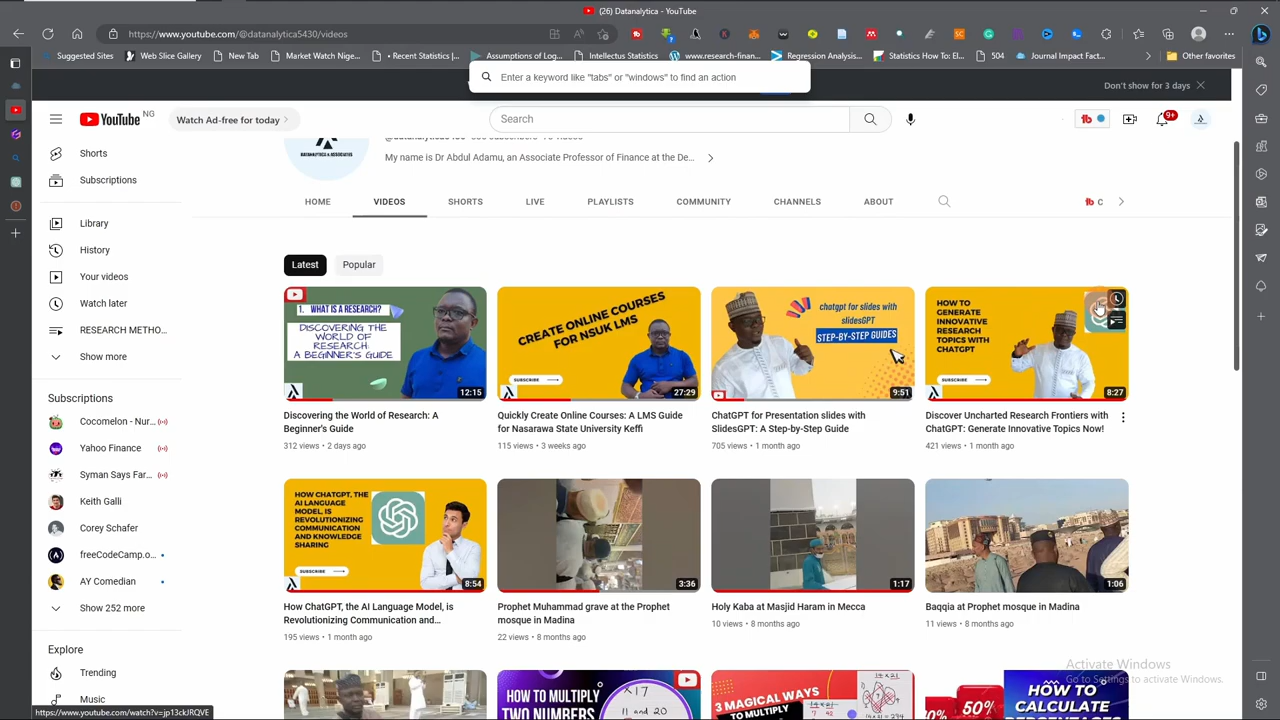 (26) Datanalytica - YouTube
https://www.youtube.com/@datanalytica5430/videos
Suggested Sites
Web Slice Gallery
New Tab
Market Watch Nige...
• Recent Statistics |...
Assumptions of Log...
Intellectus Statistics
www.research-finan...
Regression Analysis...
Statistics How To: El...
504
Journal Impact Fact...
Other favorites
Enter a keyword like "tabs" or "windows" to find an action
Don't show for 3 days
YouTube NG
Watch Ad-free for today
Search
9+
My name is Dr Abdul Adamu, an Associate Professor of Finance at the De...
HOME
VIDEOS
SHORTS
LIVE
PLAYLISTS
COMMUNITY
CHANNELS
ABOUT
Shorts
Subscriptions
Library
History
Your videos
Watch later
RESEARCH METHO...
Show more
Subscriptions
Cocomelon - Nur...
Yahoo Finance
Syman Says Far...
Keith Galli
Corey Schafer
freeCodeCamp.o...
AY Comedian
Show 252 more
Explore
Trending
Music
https://www.youtube.com/watch?v=jp13ckJRQVE
Latest
Popular
1. WHAT IS A RESEARCH?
DISCOVERING THE
WORLD OF
RESEARCH:
A BEGINNER'S GUIDE
12:15
Discovering the World of Research: A
Beginner's Guide
312 views • 2 days ago
CREATE ONLINE COURSES
FOR NSUK LMS
SUBSCRIBE
27:29
Quickly Create Online Courses: A LMS Guide
for Nasarawa State University Keffi
115 views • 3 weeks ago
chatgpt for slides with
slidesGPT
STEP-BY-STEP GUIDES
9:51
ChatGPT for Presentation slides with
SlidesGPT: A Step-by-Step Guide
705 views • 1 month ago
HOW TO
GENERATE
INNOVATIVE
RESEARCH
TOPICS WITH
CHATGPT
SUBSCRIBE
8:27
Discover Uncharted Research Frontiers with
ChatGPT: Generate Innovative Topics Now!
421 views • 1 month ago
HOW CHATGPT, THE
AI LANGUAGE
MODEL, IS
REVOLUTIONIZING
COMMUNICATION
AND KNOWLEDGE
SHARING
SUBSCRIBE
8:54
How ChatGPT, the AI Language Model, is
Revolutionizing Communication and...
195 views • 1 month ago
3:36
Prophet Muhammad grave at the Prophet
mosque in Madina
22 views • 8 months ago
1:17
Holy Kaba at Masjid Haram in Mecca
10 views • 8 months ago
1:06
Baqqia at Prophet mosque in Madina
11 views • 8 months ago
HOW TO MULTIPLY
TWO NUMBERS
X17
11 and 20
3 MAGICAL WAYS
TO MULTIPLY
50%
HOW TO
CALCULATE
Activate Windows
Go to Settings to activate Windows.